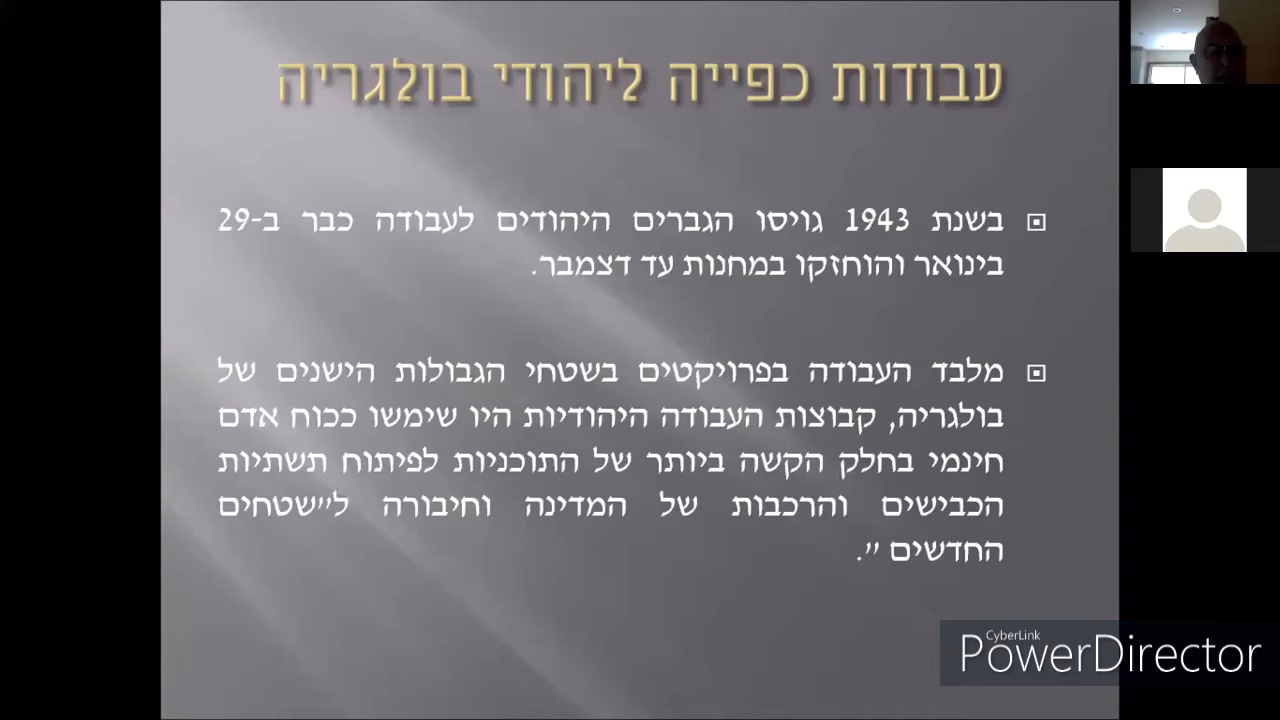 עבודות כפייה ליהודי בולגריה
בשנת 1943 גויסו הגברים היהודים לעבודה כבר ב-29
בינואר והוחזקו במחנות עד דצמבר.
מלבד העבודה בפרויקטים בשטחי הגבולות הישנים של
בולגריה, קבוצות העבודה היהודיות היו שימשו ככוח אדם
חינמי בחלק הקשה ביותר של התוכניות לפיתוח תשתיות
הכבישים והרכבות של המדינה וחיבורה ל"שטחים
החדשים ".
CyberLink
PowerDirector